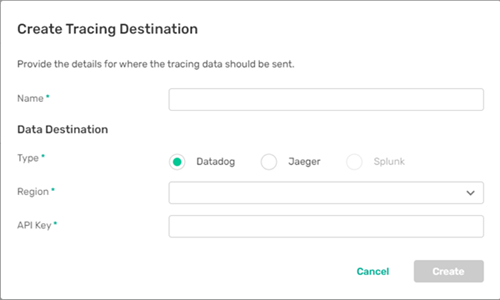 Create Tracing Destination
Provide the details for where the tracing data should be sent.
Name *
Data Destination
Type * Datadog Jaeger Splunk
Region *
API Key *
Cancel Create